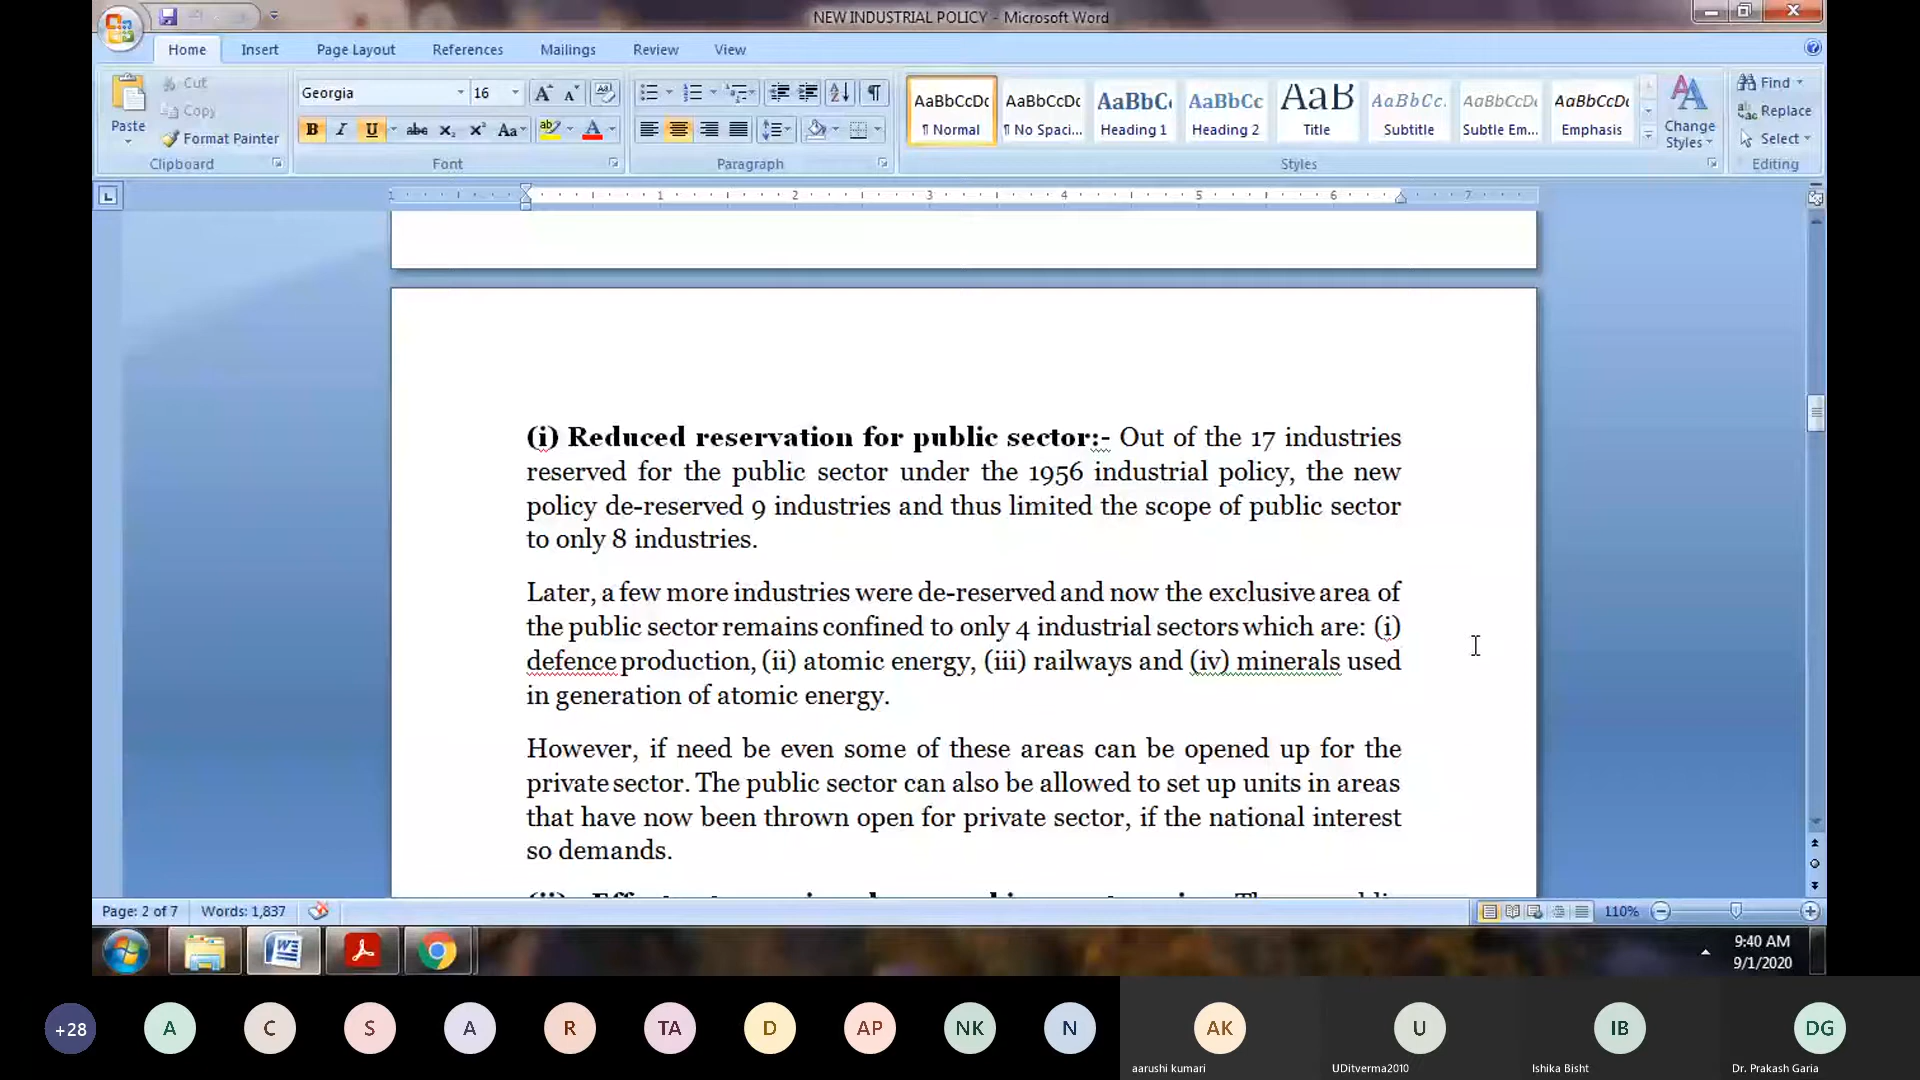 NEW INDUSTRIAL POLICY - Microsoft Word
Home Insert Page Layout References Mailings Review View
Paste
Cut
Copy
Format Painter
Clipboard
Georgia 16
Font
Paragraph
AaBbCcDc AaBbCcDc AaBbCc AaBbCc AaB AaBbCc. AaBbCcDc AaBbCcDc
¶ Normal ¶ No Spaci... Heading 1 Heading 2 Title Subtitle Subtle Em... Emphasis
Change Styles
Styles
Find
Replace
Select
Editing
1 1 2 3 4 5 6 7
(i) Reduced reservation for public sector:- Out of the 17 industries
reserved for the public sector under the 1956 industrial policy, the new
policy de-reserved 9 industries and thus limited the scope of public sector
to only 8 industries.
Later, a few more industries were de-reserved and now the exclusive area of
the public sector remains confined to only 4 industrial sectors which are: (i)
defence production, (ii) atomic energy, (iii) railways and (iv) minerals used
in generation of atomic energy.
However, if need be even some of these areas can be opened up for the
private sector. The public sector can also be allowed to set up units in areas
that have now been thrown open for private sector, if the national interest
so demands.
Page: 2 of 7 Words: 1,837 110%
9:40 AM
9/1/2020
+28 A C S A R TA D AP NK N AK U IB DG
aarushi kumari UDitverma2010 Ishika Bisht Dr. Prakash Garia